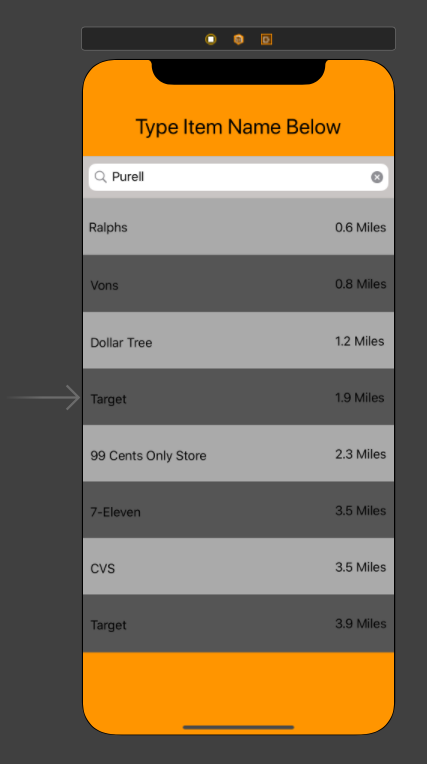 Type Item Name Below
Purell
Ralphs 0.6 Miles
Vons 0.8 Miles
Dollar Tree 1.2 Miles
Target 1.9 Miles
99 Cents Only Store 2.3 Miles
7-Eleven 3.5 Miles
CVS 3.5 Miles
Target 3.9 Miles